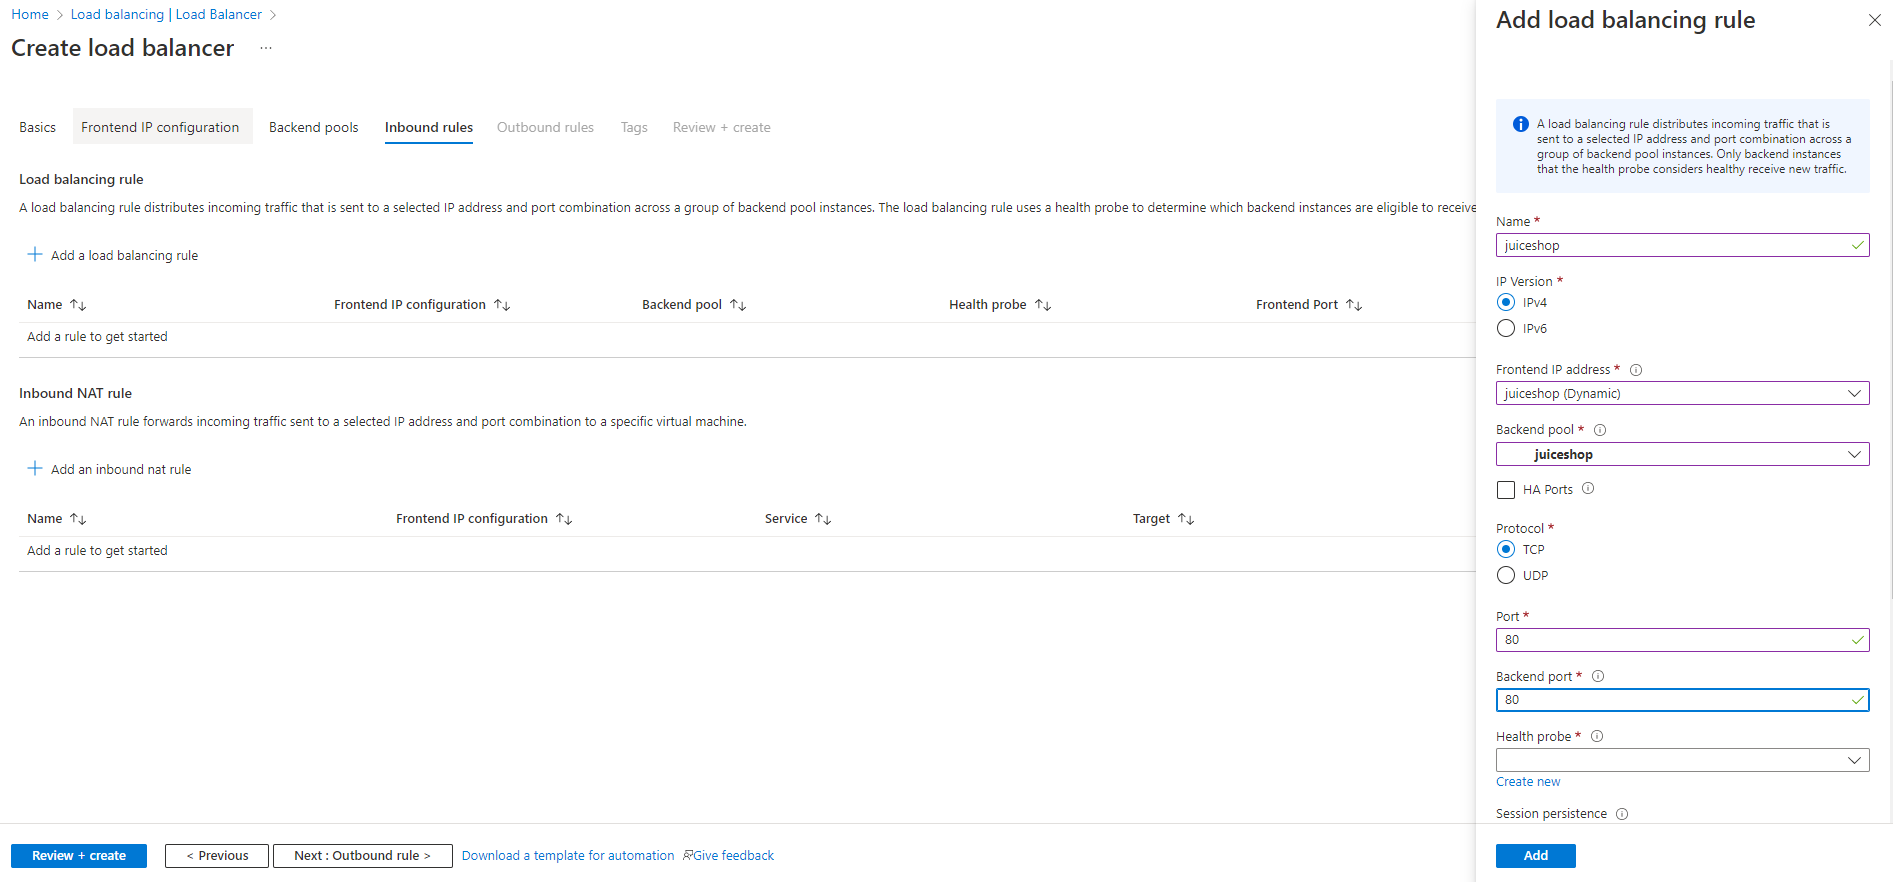 Home > Load balancing | Load Balancer >
Create load balancer ...
Basics Frontend IP configuration Backend pools Inbound rules Outbound rules Tags Review + create
Load balancing rule
A load balancing rule distributes incoming traffic that is sent to a selected IP address and port combination across a group of backend pool instances. The load balancing rule uses a health probe to determine which backend instances are eligible to receive
+ Add a load balancing rule
Name ↑↓ Frontend IP configuration ↑↓ Backend pool ↑↓ Health probe ↑↓ Frontend Port ↑↓
Add a rule to get started
Inbound NAT rule
An inbound NAT rule forwards incoming traffic sent to a selected IP address and port combination to a specific virtual machine.
+ Add an inbound nat rule
Name ↑↓ Frontend IP configuration ↑↓ Service ↑↓ Target ↑↓
Add a rule to get started
Review + create < Previous Next : Outbound rule > Download a template for automation Give feedback
Add load balancing rule
A load balancing rule distributes incoming traffic that is
sent to a selected IP address and port combination across a
group of backend pool instances. Only backend instances
that the health probe considers healthy receive new traffic.
Name *
juiceshop
IP Version *
IPv4
IPv6
Frontend IP address *
juiceshop (Dynamic)
Backend pool *
juiceshop
HA Ports
Protocol *
TCP
UDP
Port *
80
Backend port *
80
Health probe *
Create new
Session persistence
Add